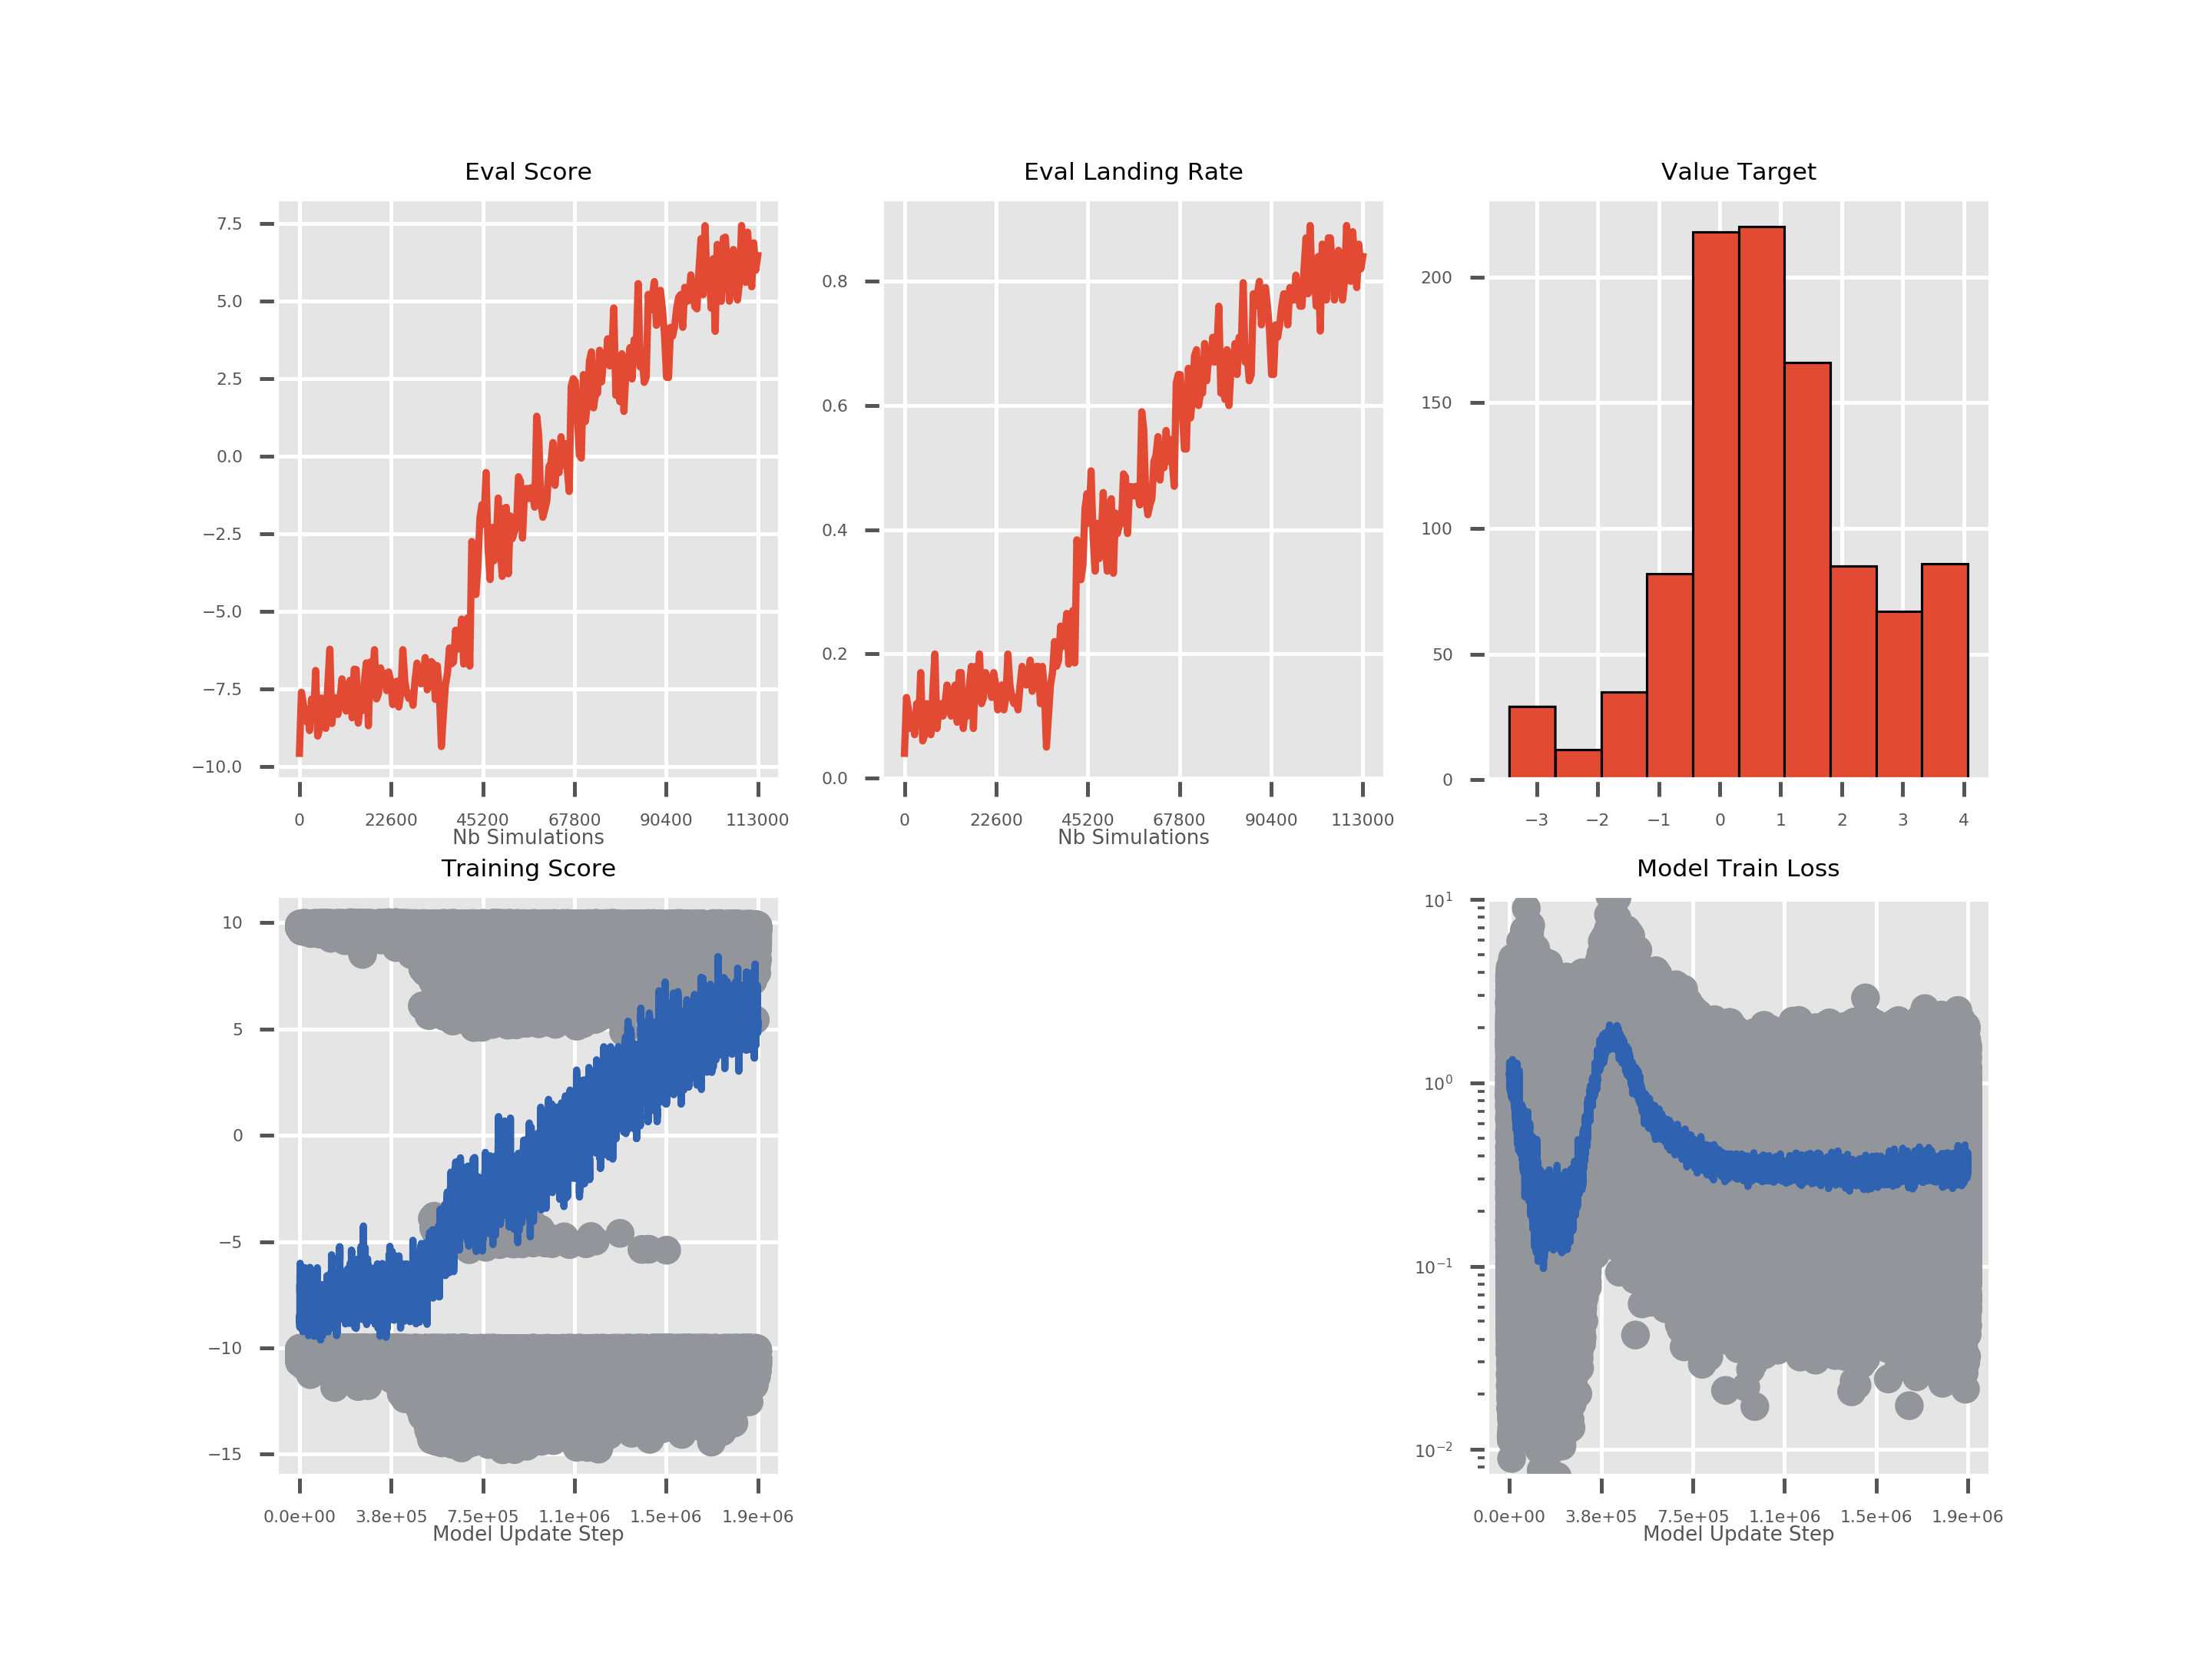 Eval Score
7.5
5.0
2.5
0.0
−2.5
−5.0
−7.5
−10.0
0 22600 45200 67800 90400 113000
Nb Simulations
Eval Landing Rate
0.8
0.6
0.4
0.2
0.0
0 22600 45200 67800 90400 113000
Nb Simulations
Value Target
200
150
100
50
0
−3 −2 −1 0 1 2 3 4
Training Score
10
5
0
−5
−10
−15
0.0e+00 3.8e+05 7.5e+05 1.1e+06 1.5e+06 1.9e+06
Model Update Step
Model Train Loss
10¹
10⁰
10⁻¹
10⁻²
0.0e+00 3.8e+05 7.5e+05 1.1e+06 1.5e+06 1.9e+06
Model Update Step